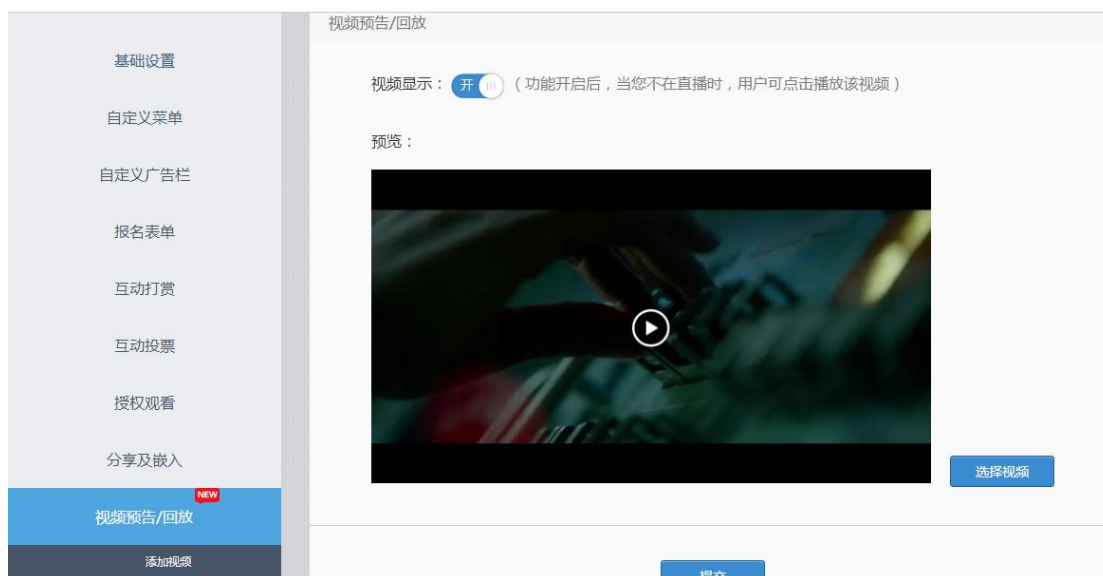 视频预告/回放
基础设置
视频显示： 开 （功能开启后，当您不在直播时，用户可点击播放该视频）
自定义菜单
预览：
自定义广告栏
报名表单
互动打赏
互动投票
授权观看
分享及嵌入
选择视频
NEW
视频预告/回放
添加视频
提交